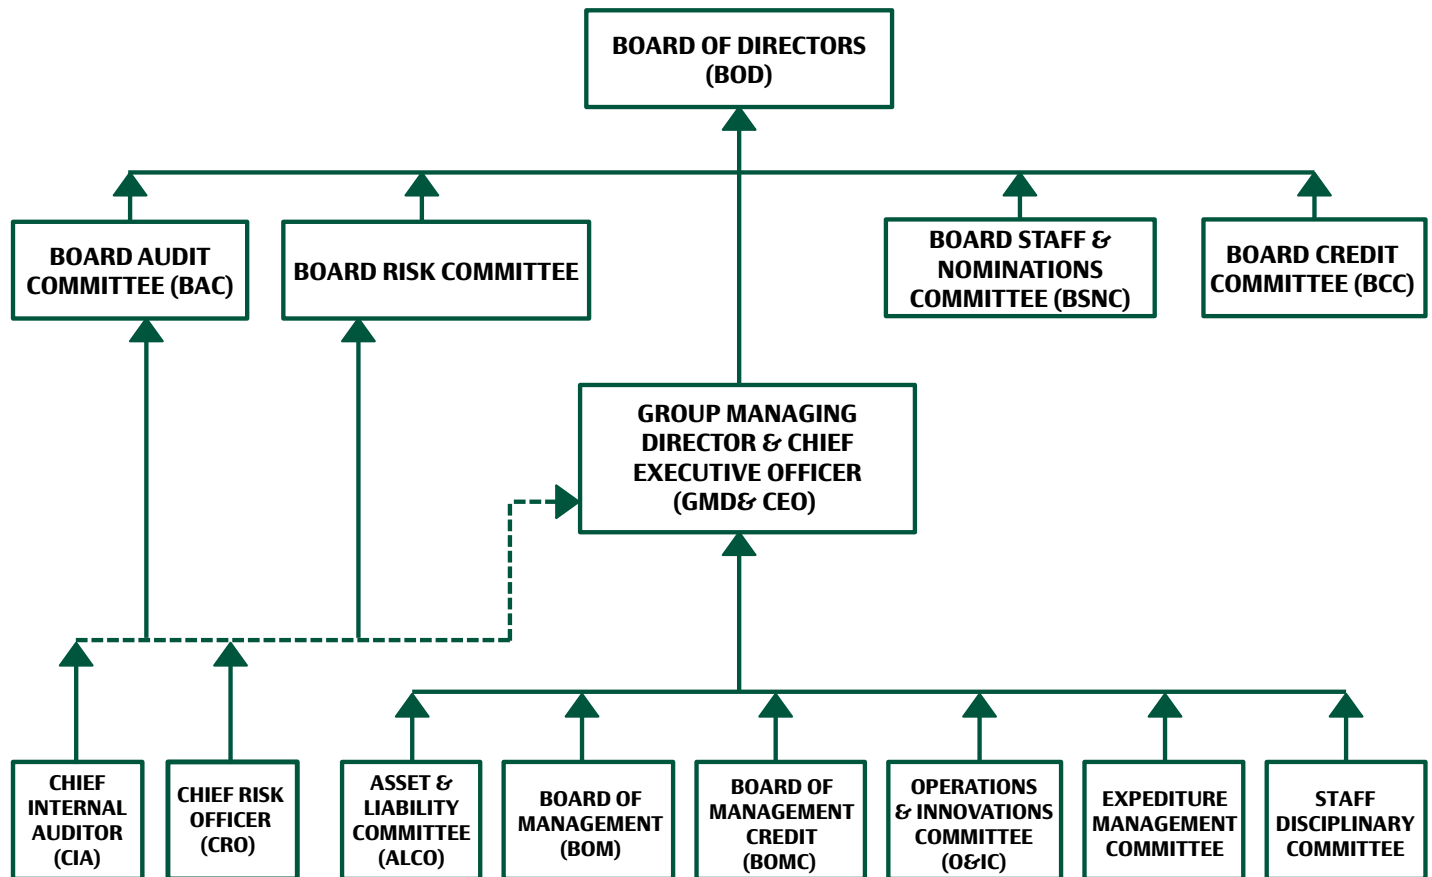 BOARD OF DIRECTORS
(BOD)
BOARD AUDIT
COMMITTEE (BAC)
BOARD RISK COMMITTEE
BOARD STAFF &
NOMINATIONS
COMMITTEE (BSNC)
BOARD CREDIT
COMMITTEE (BCC)
GROUP MANAGING
DIRECTOR & CHIEF
EXECUTIVE OFFICER
(GMD& CEO)
CHIEF
INTERNAL
AUDITOR
(CIA)
CHIEF RISK
OFFICER
(CRO)
ASSET &
LIABILITY
COMMITTEE
(ALCO)
BOARD OF
MANAGEMENT
(BOM)
BOARD OF
MANAGEMENT
CREDIT
(BOMC)
OPERATIONS
& INNOVATIONS
COMMITTEE
(O&IC)
EXPEDITURE
MANAGEMENT
COMMITTEE
STAFF
DISCIPLINARY
COMMITTEE